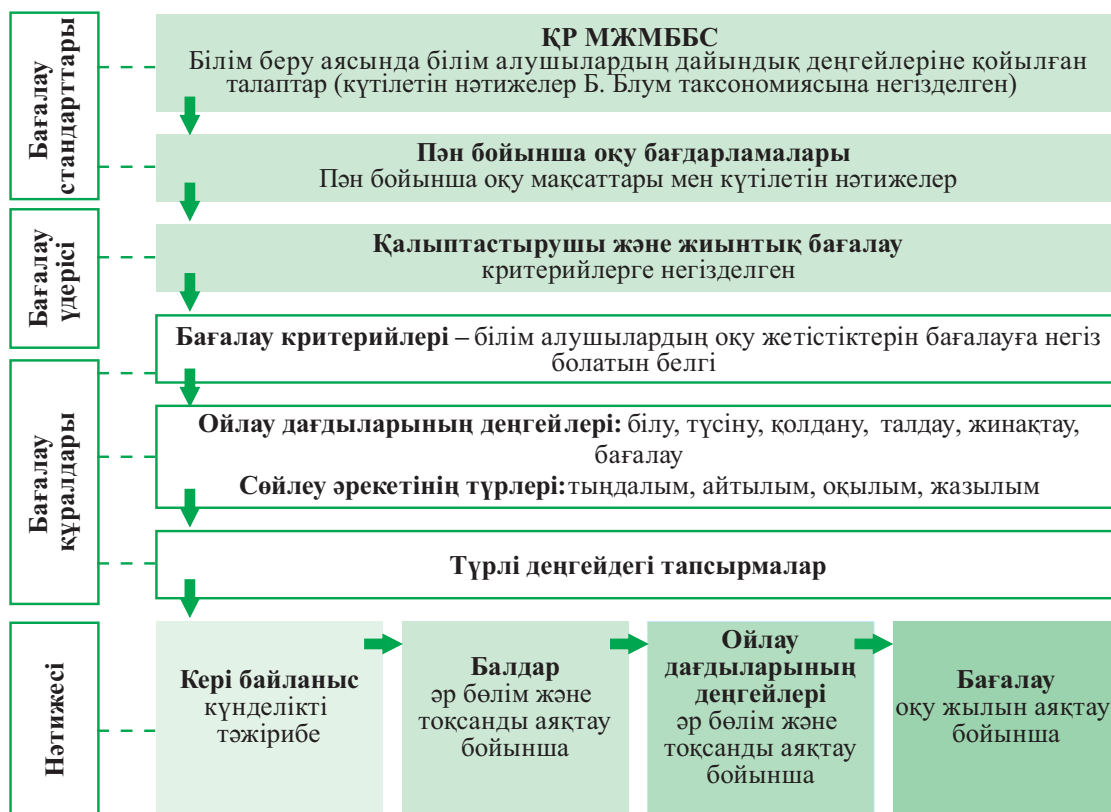 Бағалау
стандарттары
ҚР МЖМББС
Білім беру аясында білім алушылардың дайындық деңгейлеріне қойылған
талаптар (күтілетін нәтижелер Б. Блум таксономиясына негізделген)
Пән бойынша оқу бағдарламалары
Пән бойынша оқу мақсаттары мен күтілетін нәтижелер
Бағалау
үдерісі
Қалыптастырушы және жиынтық бағалау
критерийлерге негізделген
Бағалау критерийлері – білім алушылардың оқу жетістіктерін бағалауға негіз
болатын белгі
Бағалау
құралдары
Ойлау дағдыларының деңгейлері: білу, түсіну, қолдану, талдау, жинақтау,
бағалау
Сөйлеу әрекетінің түрлері: тыңдалым, айтылым, оқылым, жазылым
Түрлі деңгейдегі тапсырмалар
Нәтижесі
Кері байланыс
күнделікті
тәжірибе
Балдар
әр бөлім және
тоқсанды аяқтау
бойынша
Ойлау
дағдыларының
деңгейлері
әр бөлім және
тоқсанды аяқтау
бойынша
Бағалау
оқу жылын аяқтау
бойынша